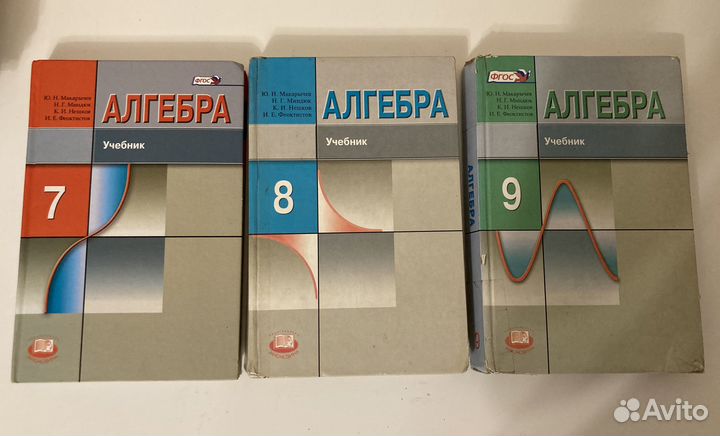 ФГОС
Ю. Н. Макарычев
Н. Г. Миндюк
К. И. Нешков
И. Е. Феоктистов
АЛГЕБРА
Учебник
7
Ю. Н. Макарычев
Н. Г. Миндюк
К. И. Нешков
И. Е. Феоктистов
АЛГЕБРА
Учебник
8
ФГОС
Ю. Н. Макарычев
Н. Г. Миндюк
К. И. Нешков
И. Е. Феоктистов
АЛГЕБРА
Учебник
9
АЛГЕБРА
9
Avito